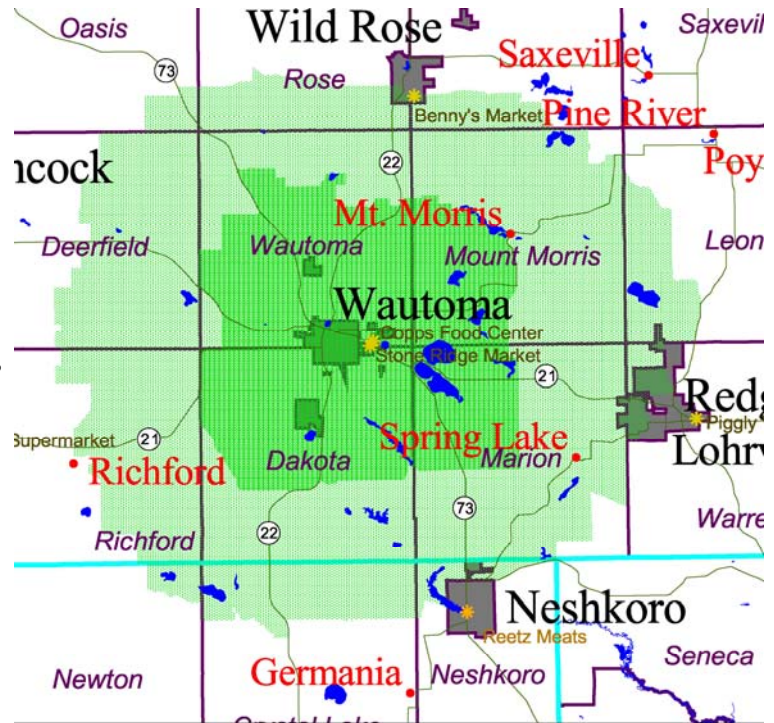 Oasis
Wild Rose
Saxevil
Saxeville
73
Rose
Benny's Market
Pine River
22
ncock
Poy
Mt. Morris
Deerfield
Wautoma
Mount Morris
Leon
Wautoma
Copps Food Center
Stone Ridge Market
21
Redg
Piggly
Supermarket
21
Spring Lake
Lohrv
Richford
Dakota
Marion
73
Warre
22
Richford
Neshkoro
Reetz Meats
Seneca
Germania
Newton
Neshkoro
Crystal Lake